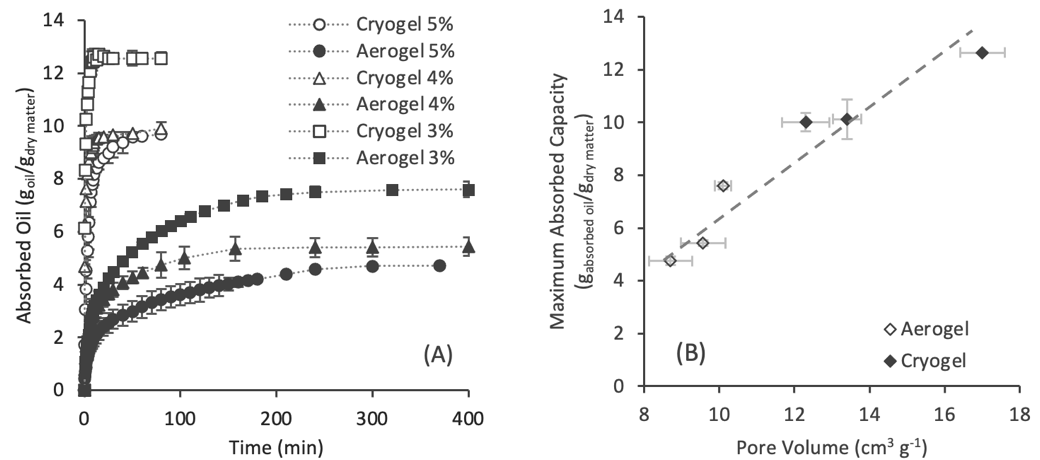 14
12
10
8
6
4
2
0
Absorbed Oil (goil/gdry matter)
Cryogel 5%
Aerogel 5%
Cryogel 4%
Aerogel 4%
Cryogel 3%
Aerogel 3%
(A)
0 100 200 300 400
Time (min)
14
12
10
8
6
4
2
0
Maximum Absorbed Capacity
(gabsorbed oil/gdry matter)
(B)
Aerogel
Cryogel
8 10 12 14 16 18
Pore Volume (cm³ g⁻¹)